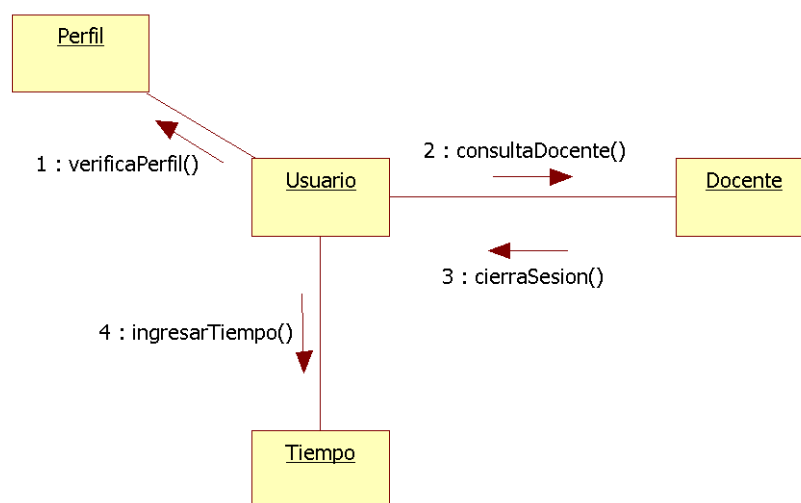 Perfil
1 : verificaPerfil()
2 : consultaDocente()
Usuario
Docente
3 : cierraSesion()
4 : ingresarTiempo()
Tiempo